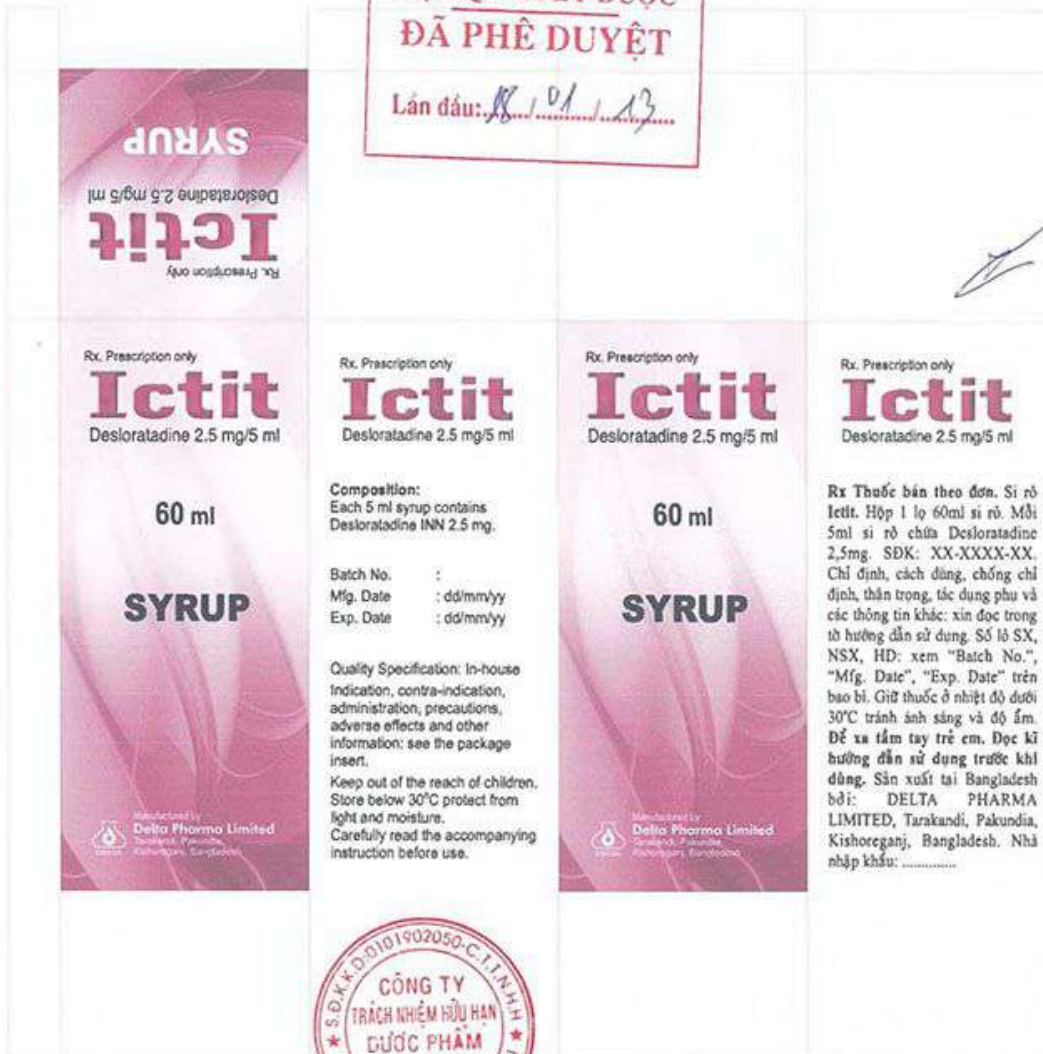 ĐÃ PHÊ DUYỆT
Lần đầu: 18 / 01 / 13
SYRUP
Desloratadine 2.5 mg/5 ml
Ictit
Rx. Prescription only
Rx. Prescription only
Ictit
Desloratadine 2.5 mg/5 ml
60 ml
SYRUP
Manufactured by
Delta Pharma Limited
Tarakandi, Pakundia,
Kishoreganj, Bangladesh
Rx. Prescription only
Ictit
Desloratadine 2.5 mg/5 ml
Composition:
Each 5 ml syrup contains
Desloratadine INN 2.5 mg.
Batch No. :
Mfg. Date : dd/mm/yy
Exp. Date : dd/mm/yy
Quality Specification: In-house
Indication, contra-indication,
administration, precautions,
adverse effects and other
information: see the package
insert.
Keep out of the reach of children.
Store below 30°C protect from
light and moisture.
Carefully read the accompanying
instruction before use.
Rx. Prescription only
Ictit
Desloratadine 2.5 mg/5 ml
60 ml
SYRUP
Manufactured by
Delta Pharma Limited
Tarakandi, Pakundia,
Kishoreganj, Bangladesh
Rx. Prescription only
Ictit
Desloratadine 2.5 mg/5 ml
Rx Thuốc bán theo đơn. Si rô
Ictit. Hộp 1 lọ 60ml si rô. Mỗi
5ml si rô chứa Desloratadine
2,5mg. SĐK: XX-XXXX-XX.
Chỉ định, cách dùng, chống chỉ
định, thận trọng, tác dụng phụ và
các thông tin khác: xin đọc trong
tờ hướng dẫn sử dụng. Số lô SX,
NSX, HD: xem “Batch No.”,
“Mfg. Date”, “Exp. Date” trên
bao bì. Giữ thuốc ở nhiệt độ dưới
30°C tránh ánh sáng và độ ẩm.
Để xa tầm tay trẻ em. Đọc kĩ
hướng dẫn sử dụng trước khi
dùng. Sản xuất tại Bangladesh
bởi: DELTA PHARMA
LIMITED, Tarakandi, Pakundia,
Kishoreganj, Bangladesh. Nhà
nhập khẩu: ..............
S.Đ.K.K.D:0101902050-C.T.T.N.H.H
CÔNG TY
TRÁCH NHIỆM HỮU HẠN
DƯỢC PHẨM